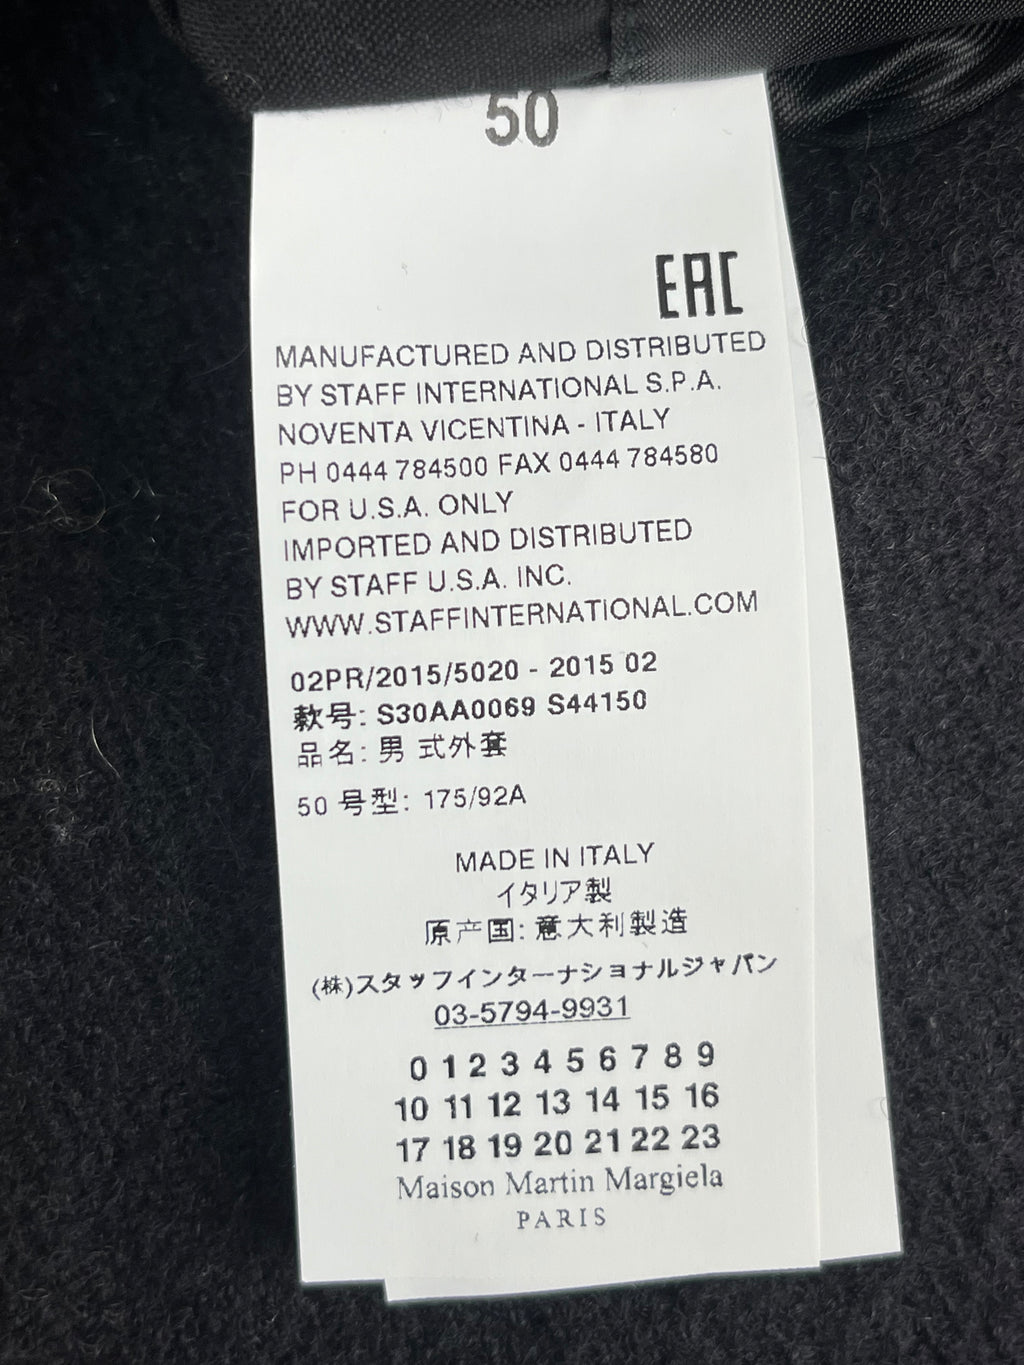 50
EAC
MANUFACTURED AND DISTRIBUTED
BY STAFF INTERNATIONAL S.P.A.
NOVENTA VICENTINA - ITALY
PH 0444 784500 FAX 0444 784580
FOR U.S.A. ONLY
IMPORTED AND DISTRIBUTED
BY STAFF U.S.A. INC.
WWW.STAFFINTERNATIONAL.COM
02PR/2015/5020 - 2015 02
款号: S30AA0069 S44150
品名: 男 式外套
50 号型: 175/92A
MADE IN ITALY
イタリア製
原产国: 意大利製造
(株)スタッフインターナショナルジャパン
03-5794-9931
0 1 2 3 4 5 6 7 8 9
10 11 12 13 14 15 16
17 18 19 20 21 22 23
Maison Martin Margiela
PARIS